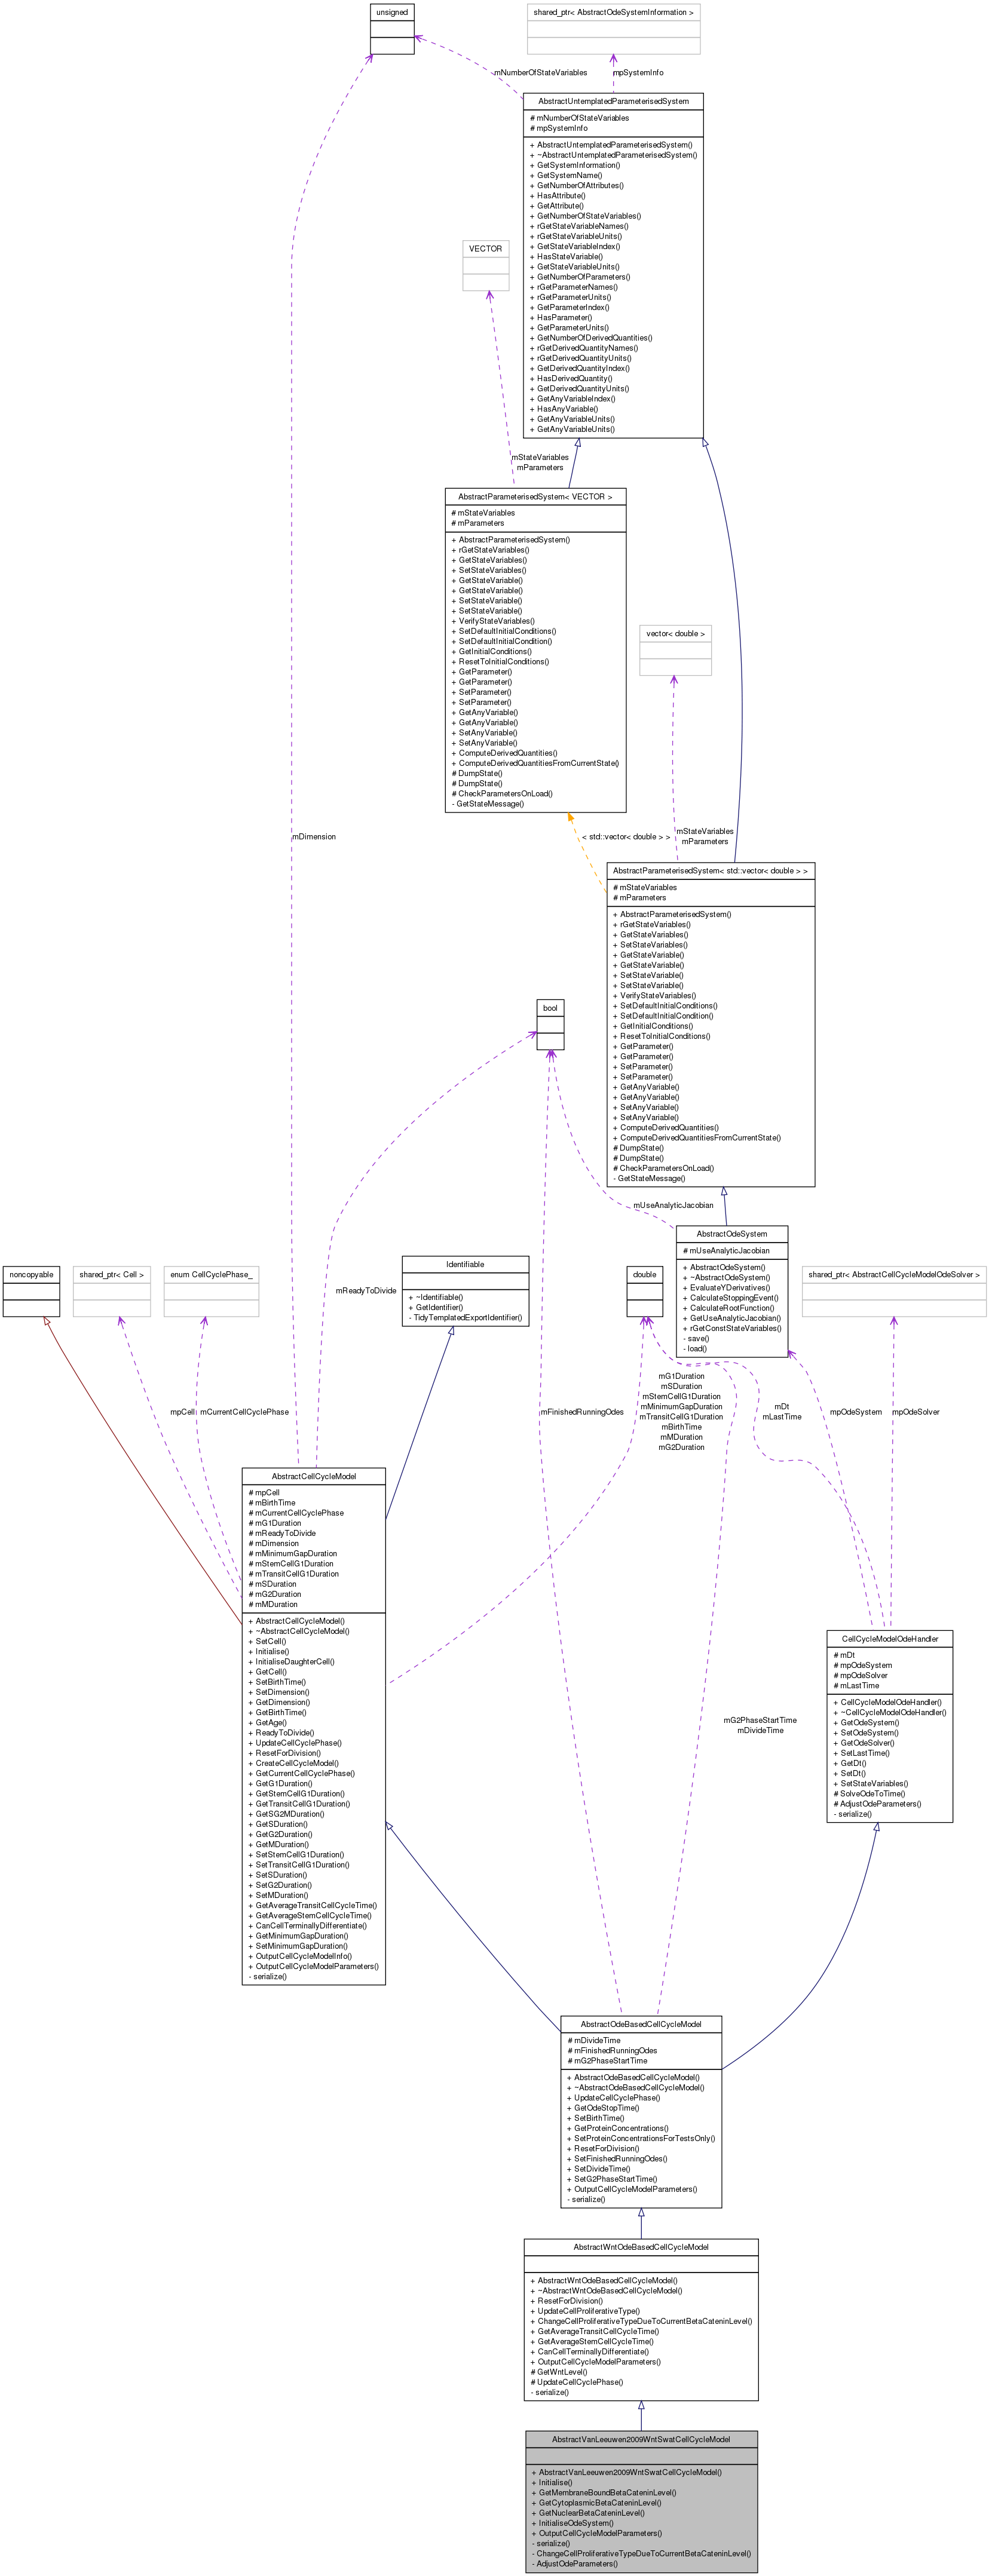 unsigned
shared_ptr< AbstractOdeSystemInformation >
mNumberOfStateVariables
mpSystemInfo
AbstractUntemplatedParameterisedSystem
# mNumberOfStateVariables
# mpSystemInfo
+ AbstractUntemplatedParameterisedSystem()
+ ~AbstractUntemplatedParameterisedSystem()
+ GetSystemInformation()
+ GetSystemName()
+ GetNumberOfAttributes()
+ HasAttribute()
+ GetAttribute()
+ GetNumberOfStateVariables()
+ rGetStateVariableNames()
+ rGetStateVariableUnits()
+ GetStateVariableIndex()
+ HasStateVariable()
+ GetStateVariableUnits()
+ GetNumberOfParameters()
+ rGetParameterNames()
+ rGetParameterUnits()
+ GetParameterIndex()
+ HasParameter()
+ GetParameterUnits()
+ GetNumberOfDerivedQuantities()
+ rGetDerivedQuantityNames()
+ rGetDerivedQuantityUnits()
+ GetDerivedQuantityIndex()
+ HasDerivedQuantity()
+ GetDerivedQuantityUnits()
+ GetAnyVariableIndex()
+ HasAnyVariable()
+ GetAnyVariableUnits()
+ GetAnyVariableUnits()
VECTOR
mStateVariables
mParameters
AbstractParameterisedSystem< VECTOR >
# mStateVariables
# mParameters
+ AbstractParameterisedSystem()
+ rGetStateVariables()
+ GetStateVariables()
+ SetStateVariables()
+ GetStateVariable()
+ GetStateVariable()
+ SetStateVariable()
+ SetStateVariable()
+ VerifyStateVariables()
+ SetDefaultInitialConditions()
+ SetDefaultInitialCondition()
+ GetInitialConditions()
+ ResetToInitialConditions()
+ GetParameter()
+ GetParameter()
+ SetParameter()
+ SetParameter()
+ GetAnyVariable()
+ GetAnyVariable()
+ SetAnyVariable()
+ SetAnyVariable()
+ ComputeDerivedQuantities()
+ ComputeDerivedQuantitiesFromCurrentState()
# DumpState()
# DumpState()
# CheckParametersOnLoad()
- GetStateMessage()
vector< double >
mDimension
< std::vector< double > >
mStateVariables
mParameters
AbstractParameterisedSystem< std::vector< double > >
# mStateVariables
# mParameters
+ AbstractParameterisedSystem()
+ rGetStateVariables()
+ GetStateVariables()
+ SetStateVariables()
+ GetStateVariable()
+ GetStateVariable()
+ SetStateVariable()
+ SetStateVariable()
+ VerifyStateVariables()
+ SetDefaultInitialConditions()
+ SetDefaultInitialCondition()
+ GetInitialConditions()
+ ResetToInitialConditions()
+ GetParameter()
+ GetParameter()
+ SetParameter()
+ SetParameter()
+ GetAnyVariable()
+ GetAnyVariable()
+ SetAnyVariable()
+ SetAnyVariable()
+ ComputeDerivedQuantities()
+ ComputeDerivedQuantitiesFromCurrentState()
# DumpState()
# DumpState()
# CheckParametersOnLoad()
- GetStateMessage()
bool
mUseAnalyticJacobian
AbstractOdeSystem
# mUseAnalyticJacobian
+ AbstractOdeSystem()
+ ~AbstractOdeSystem()
+ EvaluateYDerivatives()
+ CalculateStoppingEvent()
+ CalculateRootFunction()
+ GetUseAnalyticJacobian()
+ rGetConstStateVariables()
- save()
- load()
noncopyable
shared_ptr< Cell >
enum CellCyclePhase_
mReadyToDivide
Identifiable
+ ~Identifiable()
+ GetIdentifier()
- TidyTemplatedExportIdentifier()
double
shared_ptr< AbstractCellCycleModelOdeSolver >
mpCell
mCurrentCellCyclePhase
mFinishedRunningOdes
mG1Duration
mSDuration
mStemCellG1Duration
mMinimumGapDuration
mTransitCellG1Duration
mBirthTime
mMDuration
mG2Duration
mDt
mLastTime
mpOdeSystem
mpOdeSolver
AbstractCellCycleModel
# mpCell
# mBirthTime
# mCurrentCellCyclePhase
# mG1Duration
# mReadyToDivide
# mDimension
# mMinimumGapDuration
# mStemCellG1Duration
# mTransitCellG1Duration
# mSDuration
# mG2Duration
# mMDuration
+ AbstractCellCycleModel()
+ ~AbstractCellCycleModel()
+ SetCell()
+ Initialise()
+ InitialiseDaughterCell()
+ GetCell()
+ SetBirthTime()
+ SetDimension()
+ GetDimension()
+ GetBirthTime()
+ GetAge()
+ ReadyToDivide()
+ UpdateCellCyclePhase()
+ ResetForDivision()
+ CreateCellCycleModel()
+ GetCurrentCellCyclePhase()
+ GetG1Duration()
+ GetStemCellG1Duration()
+ GetTransitCellG1Duration()
+ GetSG2MDuration()
+ GetSDuration()
+ GetG2Duration()
+ GetMDuration()
+ SetStemCellG1Duration()
+ SetTransitCellG1Duration()
+ SetSDuration()
+ SetG2Duration()
+ SetMDuration()
+ GetAverageTransitCellCycleTime()
+ GetAverageStemCellCycleTime()
+ CanCellTerminallyDifferentiate()
+ GetMinimumGapDuration()
+ SetMinimumGapDuration()
+ OutputCellCycleModelInfo()
+ OutputCellCycleModelParameters()
- serialize()
CellCycleModelOdeHandler
# mDt
# mpOdeSystem
# mpOdeSolver
# mLastTime
+ CellCycleModelOdeHandler()
+ ~CellCycleModelOdeHandler()
+ GetOdeSystem()
+ SetOdeSystem()
+ GetOdeSolver()
+ SetLastTime()
+ GetDt()
+ SetDt()
+ SetStateVariables()
# SolveOdeToTime()
# AdjustOdeParameters()
- serialize()
mG2PhaseStartTime
mDivideTime
AbstractOdeBasedCellCycleModel
# mDivideTime
# mFinishedRunningOdes
# mG2PhaseStartTime
+ AbstractOdeBasedCellCycleModel()
+ ~AbstractOdeBasedCellCycleModel()
+ UpdateCellCyclePhase()
+ GetOdeStopTime()
+ SetBirthTime()
+ GetProteinConcentrations()
+ SetProteinConcentrationsForTestsOnly()
+ ResetForDivision()
+ SetFinishedRunningOdes()
+ SetDivideTime()
+ SetG2PhaseStartTime()
+ OutputCellCycleModelParameters()
- serialize()
AbstractWntOdeBasedCellCycleModel
+ AbstractWntOdeBasedCellCycleModel()
+ ~AbstractWntOdeBasedCellCycleModel()
+ ResetForDivision()
+ UpdateCellProliferativeType()
+ ChangeCellProliferativeTypeDueToCurrentBetaCateninLevel()
+ GetAverageTransitCellCycleTime()
+ GetAverageStemCellCycleTime()
+ CanCellTerminallyDifferentiate()
+ OutputCellCycleModelParameters()
# GetWntLevel()
# UpdateCellCyclePhase()
- serialize()
AbstractVanLeeuwen2009WntSwatCellCycleModel
+ AbstractVanLeeuwen2009WntSwatCellCycleModel()
+ Initialise()
+ GetMembraneBoundBetaCateninLevel()
+ GetCytoplasmicBetaCateninLevel()
+ GetNuclearBetaCateninLevel()
+ InitialiseOdeSystem()
+ OutputCellCycleModelParameters()
- serialize()
- ChangeCellProliferativeTypeDueToCurrentBetaCateninLevel()
- AdjustOdeParameters()